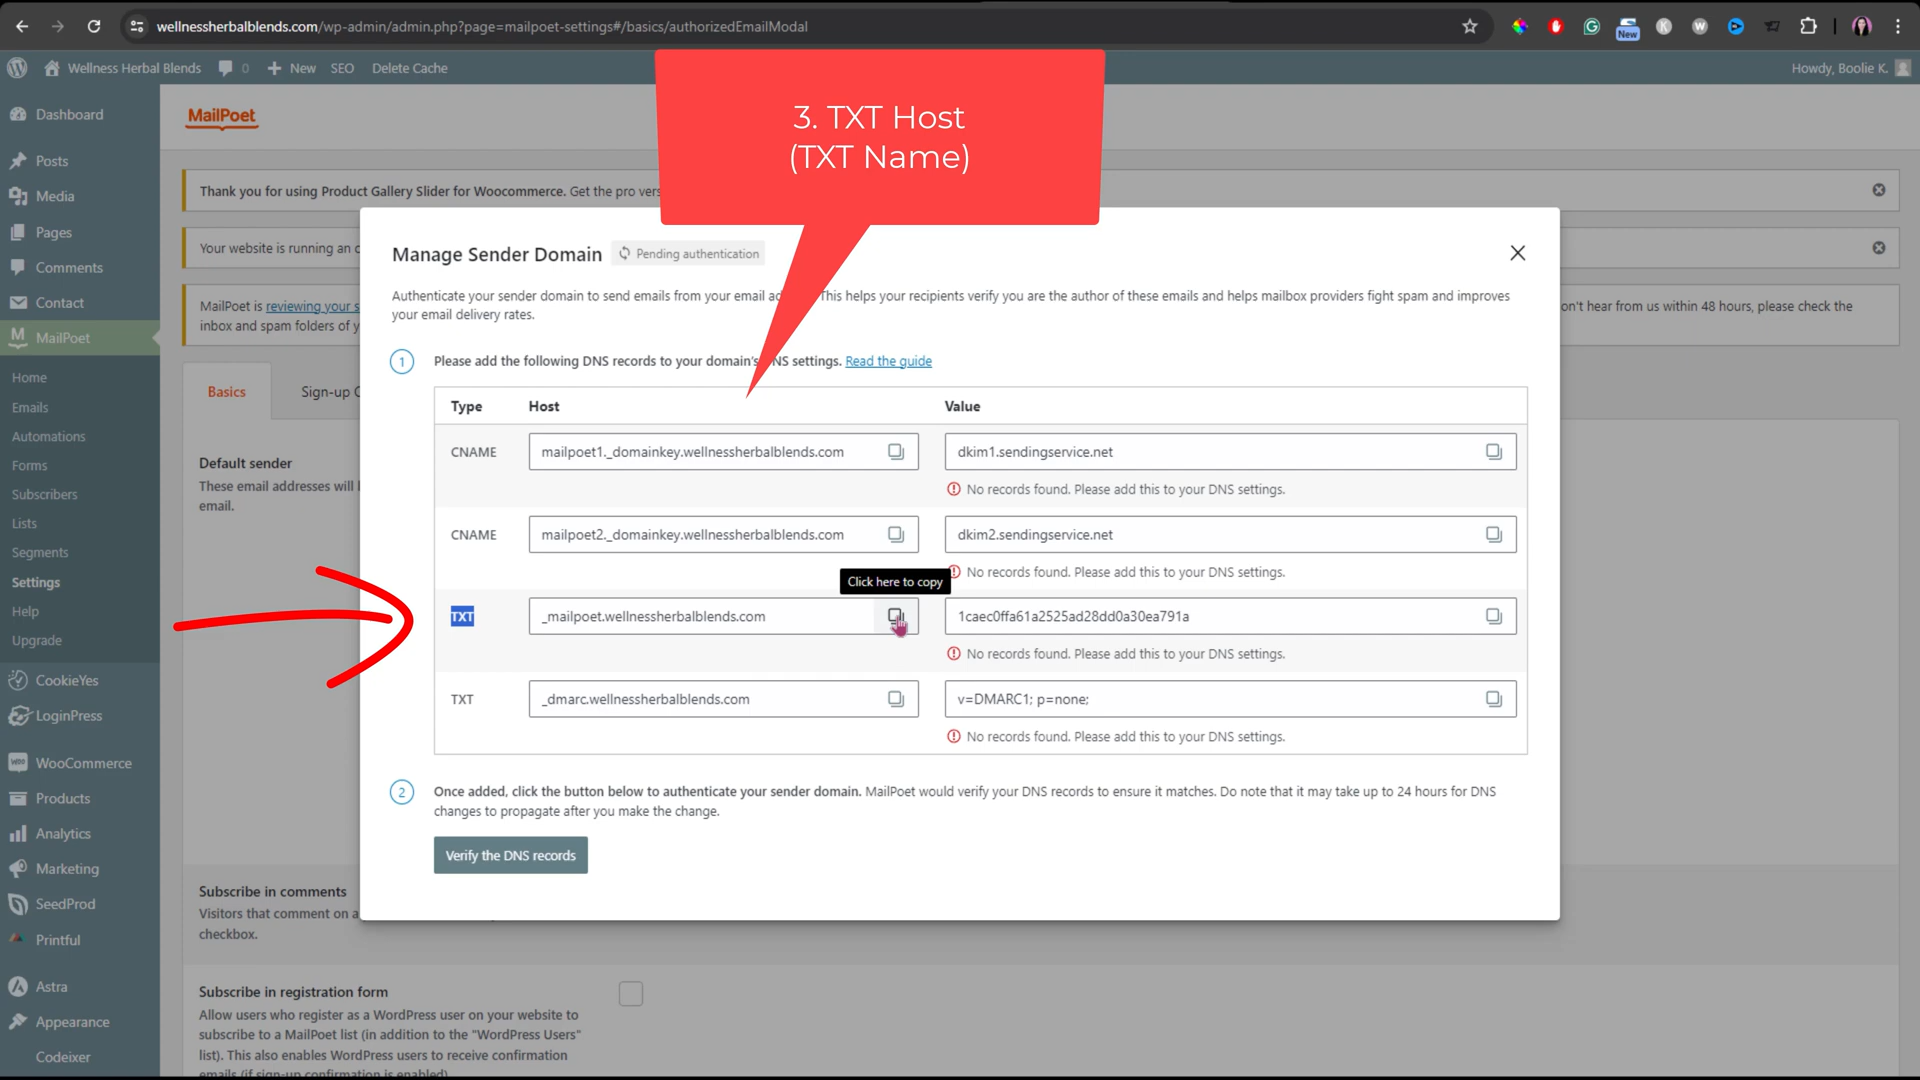 wellnessherbalblends.com/wp-admin/admin.php?page=mailpoet-settings#/basics/authorizedEmailModal
New
Wellness Herbal Blends 0 New SEO Delete Cache
Howdy, Boolie K.
3. TXT Host
(TXT Name)
Dashboard
Posts
Media
Pages
Comments
Contact
MailPoet
Home
Emails
Automations
Forms
Subscribers
Lists
Segments
Settings
Help
Upgrade
CookieYes
LoginPress
WooCommerce
Products
Analytics
Marketing
SeedProd
Printful
Astra
Appearance
Codeixer
MailPoet
Thank you for using Product Gallery Slider for Woocommerce. Get the pro
Your website is running an
MailPoet is reviewing your
on't hear from us within 48 hours, please check the
inbox and spam folders of
Basics Sign-up
Default sender
These email addresses will
email.
Subscribe in comments
Visitors that comment on a
checkbox.
Subscribe in registration form
Allow users who register as a WordPress user on your website to
subscribe to a MailPoet list (in addition to the "WordPress Users"
list). This also enables WordPress users to receive confirmation
emails (if sign-up confirmation is enabled)
Manage Sender Domain Pending authentication
Authenticate your sender domain to send emails from your email This helps your recipients verify you are the author of these emails and helps mailbox providers fight spam and improves
your email delivery rates.
1 Please add the following DNS records to your domain's DNS settings. Read the guide
Type Host Value
CNAME mailpoet1._domainkey.wellnessherbalblends.com dkim1.sendingservice.net
No records found. Please add this to your DNS settings.
CNAME mailpoet2._domainkey.wellnessherbalblends.com dkim2.sendingservice.net
Click here to copy No records found. Please add this to your DNS settings.
TXT _mailpoet.wellnessherbalblends.com 1caec0ffa61a2525ad28dd0a30ea791a
No records found. Please add this to your DNS settings.
TXT _dmarc.wellnessherbalblends.com v=DMARC1; p=none;
No records found. Please add this to your DNS settings.
2 Once added, click the button below to authenticate your sender domain. MailPoet would verify your DNS records to ensure it matches. Do note that it may take up to 24 hours for DNS
changes to propagate after you make the change.
Verify the DNS records